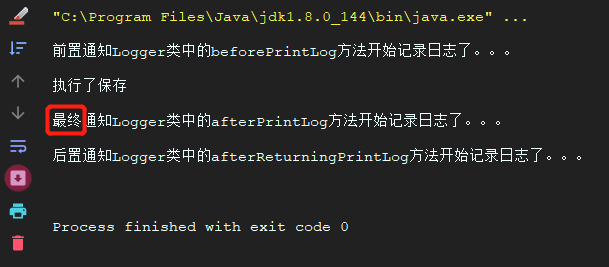 "C:\Program Files\Java\jdk1.8.0_144\bin\java.exe" ...
前置通知Logger类中的beforePrintLog方法开始记录日志了。。。
执行了保存
最终通知Logger类中的afterPrintLog方法开始记录日志了。。。
后置通知Logger类中的afterReturningPrintLog方法开始记录日志了。。。
Process finished with exit code 0